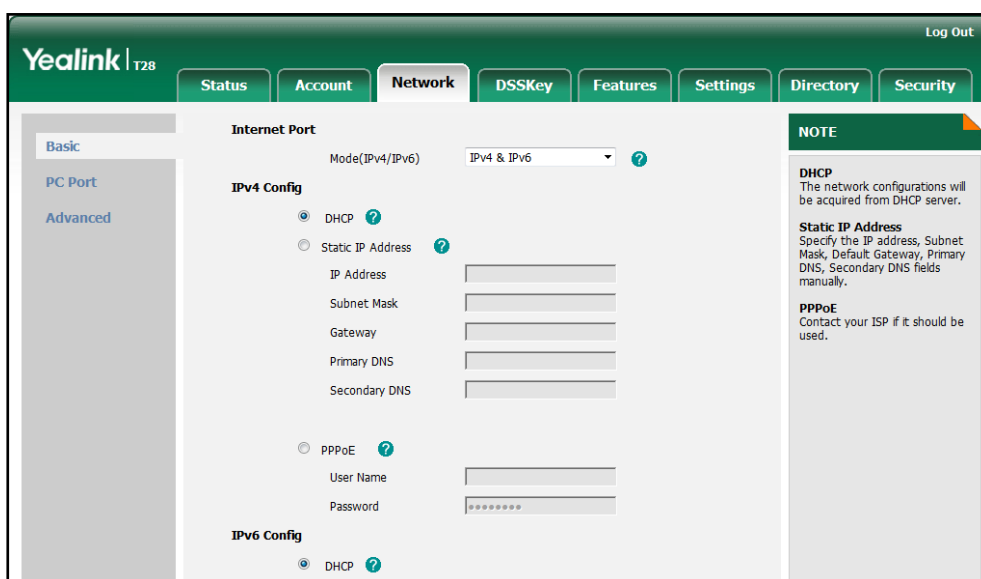 Log Out
Yealink T28
Status Account Network DSSKey Features Settings Directory Security
Basic
PC Port
Advanced
Internet Port
Mode(IPv4/IPv6) IPv4 & IPv6 ?
IPv4 Config
DHCP ?
Static IP Address ?
IP Address
Subnet Mask
Gateway
Primary DNS
Secondary DNS
PPPoE ?
User Name
Password ••••••••
IPv6 Config
DHCP ?
NOTE
DHCP
The network configurations will
be acquired from DHCP server.
Static IP Address
Specify the IP address, Subnet
Mask, Default Gateway, Primary
DNS, Secondary DNS fields
manually.
PPPoE
Contact your ISP if it should be
used.